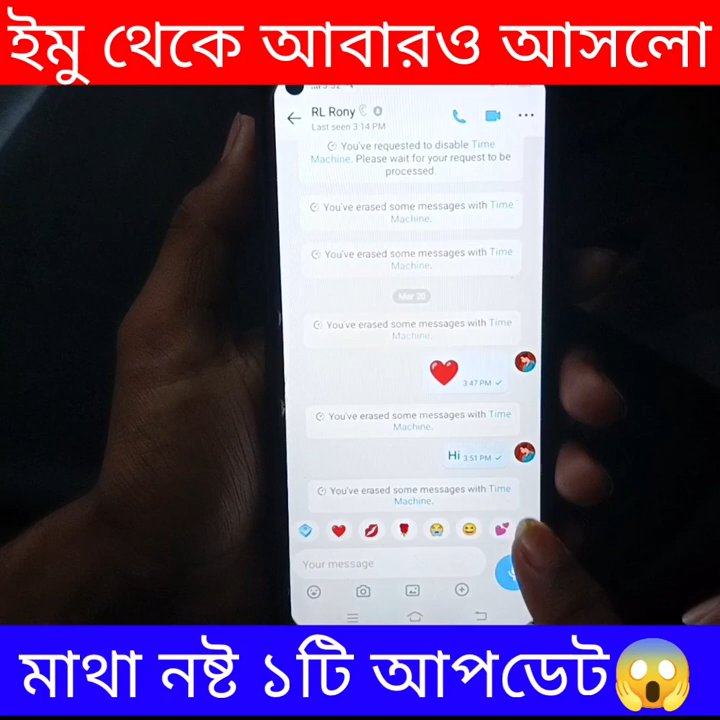 ইমু থেকে আবারও আসলো
RL Rony
Last seen 3:14 PM
You've requested to disable Time
Machine. Please wait for your request to be
processed.
You've erased some messages with Time
Machine.
You've erased some messages with Time
Machine.
Mar 20
You've erased some messages with Time
Machine.
3:47 PM
You've erased some messages with Time
Machine.
Hi 3:51 PM
You've erased some messages with Time
Machine.
Your message
মাথা নষ্ট ১টি আপডেট